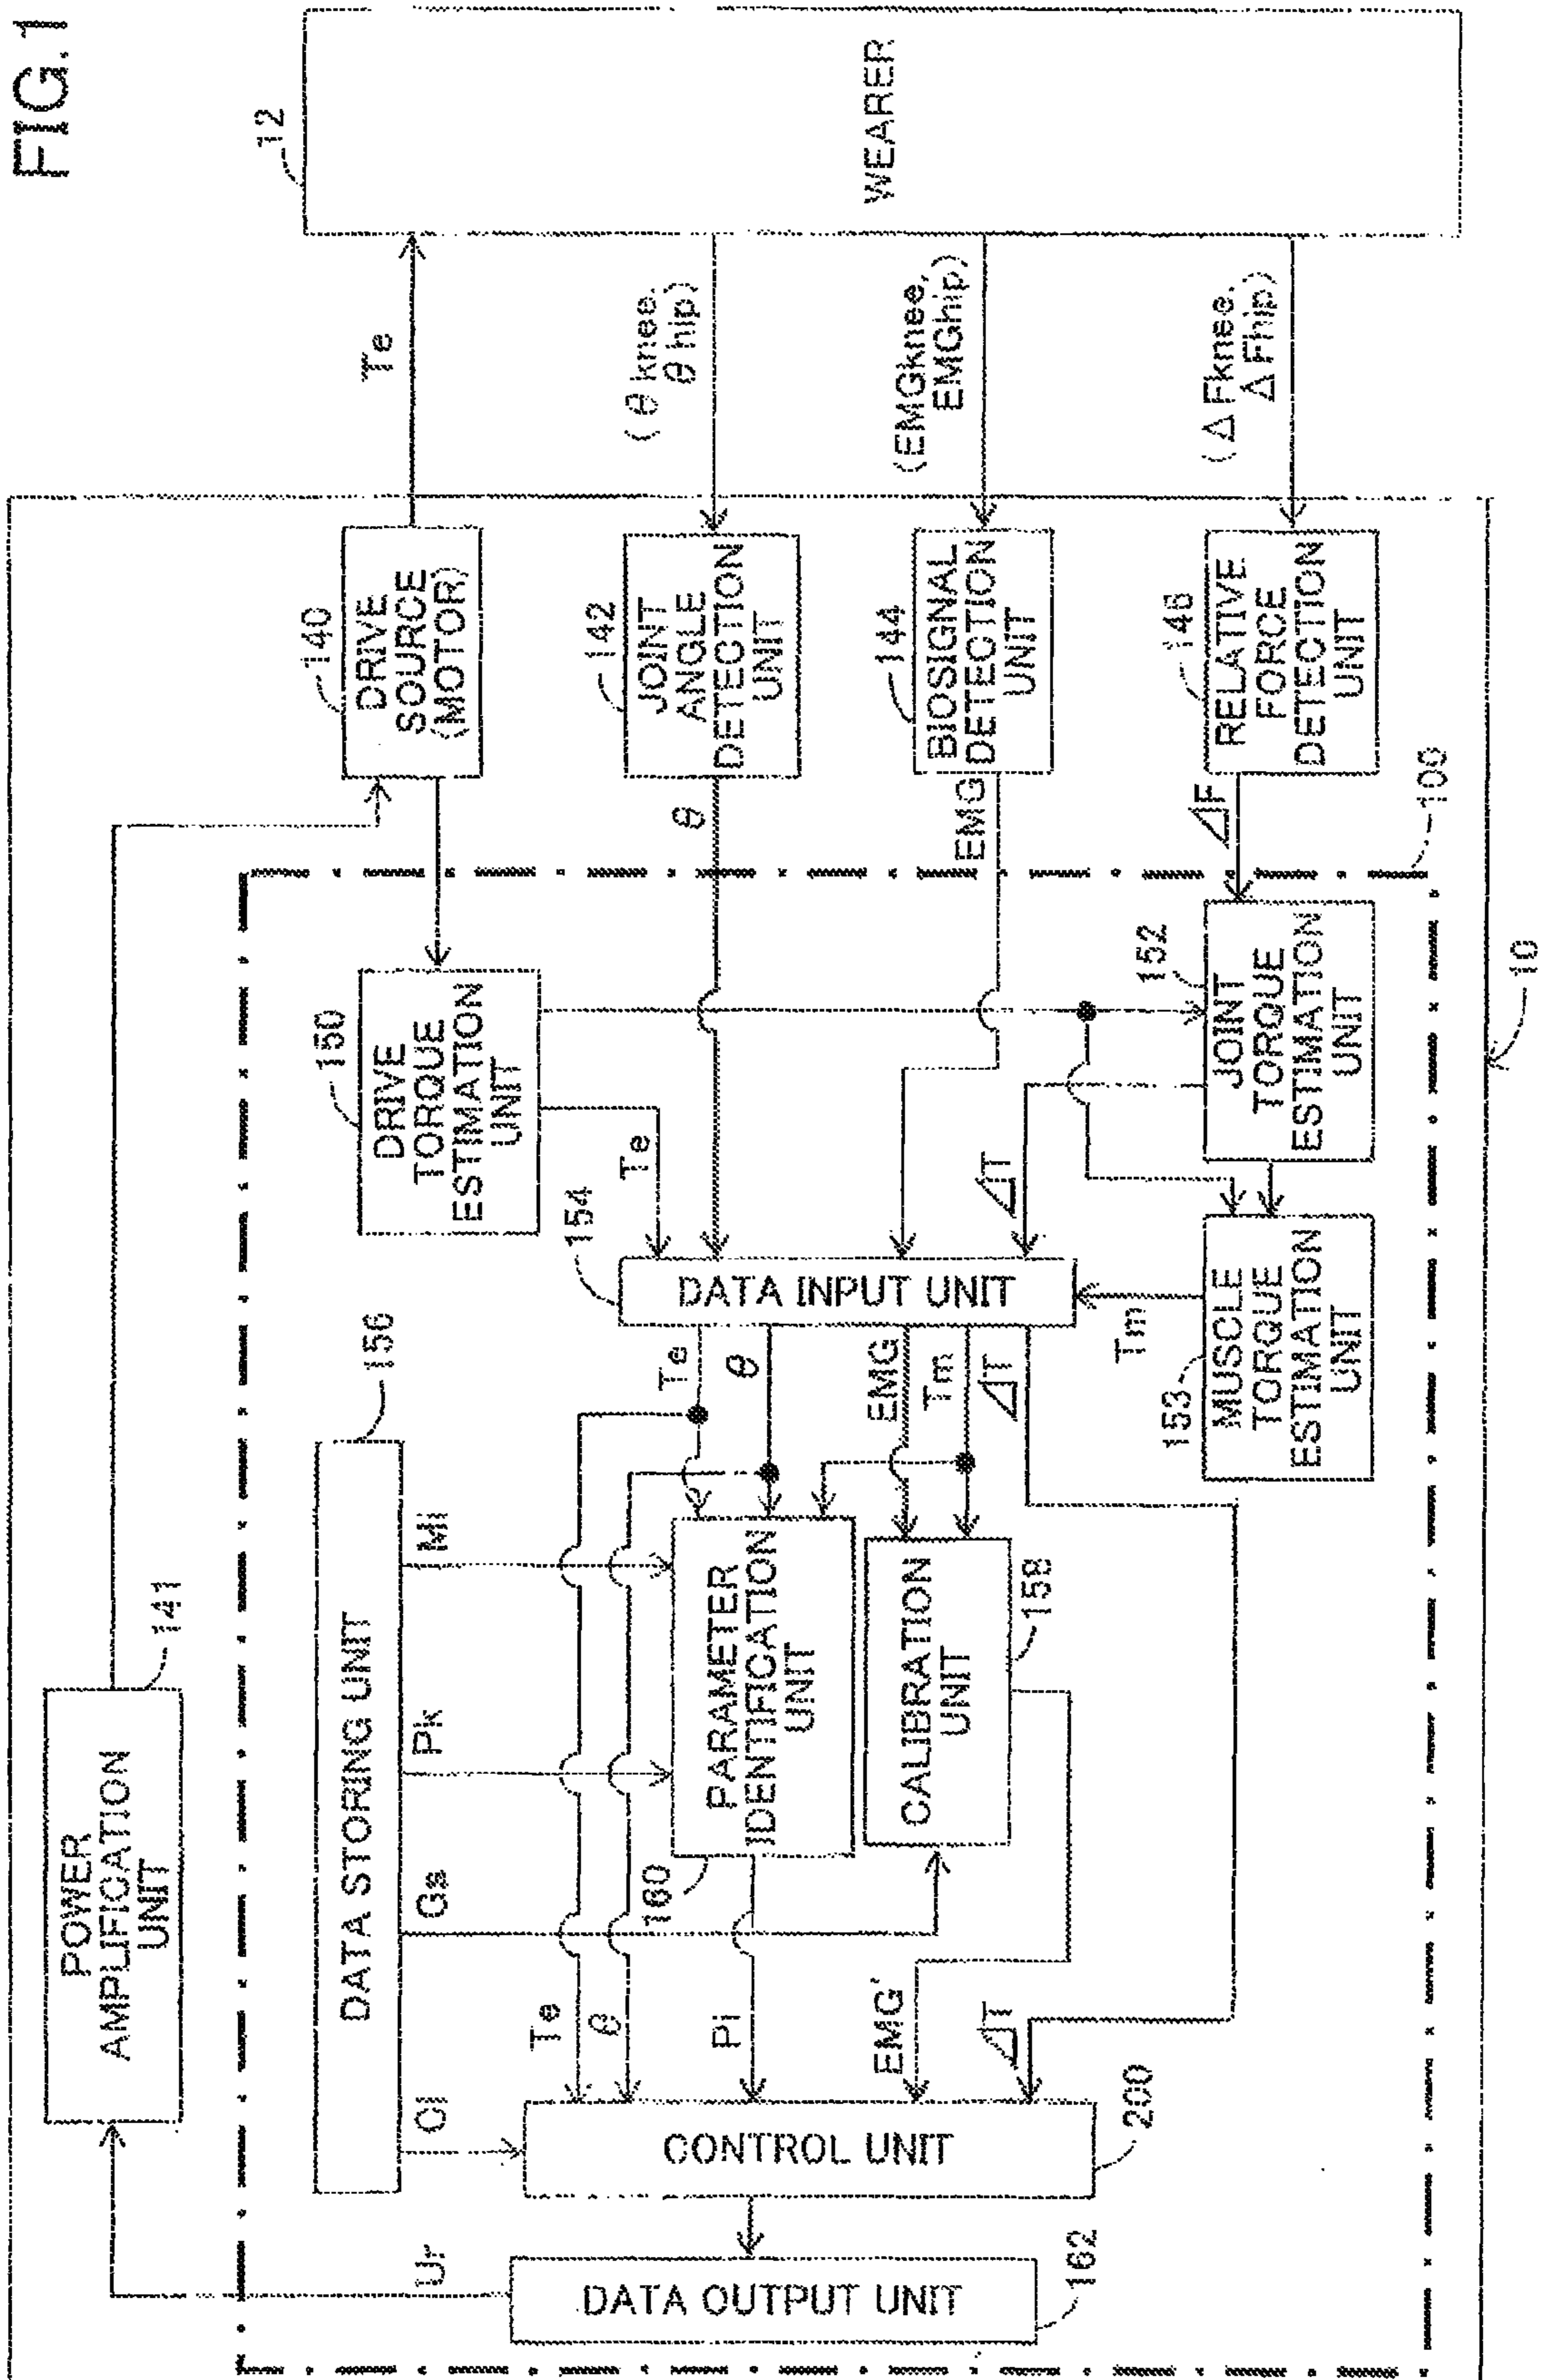 FIG.1
12
WEARER
Te
( θ knee,
θ hip)
(EMGknee,
EMGhip)
( Δ Fknee,
Δ Fhip)
140
DRIVE
SOURCE
(MOTOR)
142
JOINT
ANGLE
DETECTION
UNIT
144
BIOSIGNAL
DETECTION
UNIT
146
RELATIVE
FORCE
DETECTION
UNIT
θ
EMG
ΔF
100
10
150
DRIVE
TORQUE
ESTIMATION
UNIT
152
JOINT
TORQUE
ESTIMATION
UNIT
Te
ΔT
154
DATA INPUT UNIT
Tm
153
MUSCLE
TORQUE
ESTIMATION
UNIT
Te
θ
EMG
Tm
ΔT
156
DATA STORING UNIT
Mi
Pk
Gs
PARAMETER
IDENTIFICATION
UNIT
160
CALIBRATION
UNIT
158
141
POWER
AMPLIFICATION
UNIT
Te
θ
Pi
EMG'
ΔT
CONTROL UNIT
200
Ur
DATA OUTPUT UNIT
162